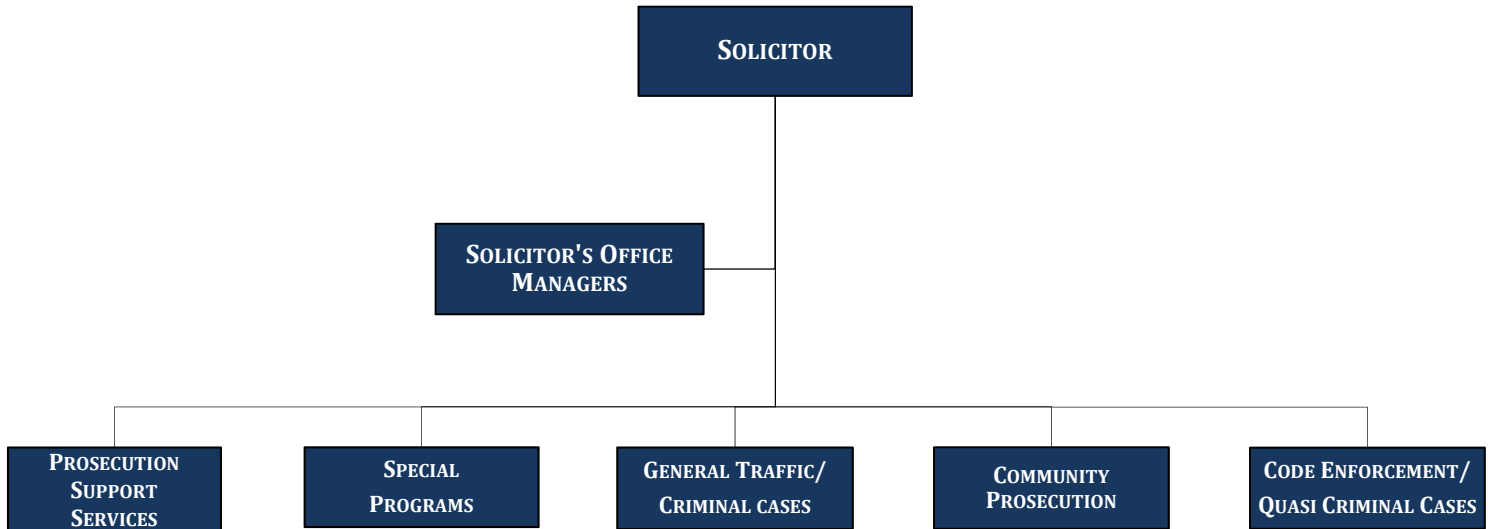 SOLICITOR
SOLICITOR'S OFFICE
MANAGERS
PROSECUTION
SUPPORT
SERVICES
SPECIAL
PROGRAMS
GENERAL TRAFFIC/
CRIMINAL CASES
COMMUNITY
PROSECUTION
CODE ENFORCEMENT/
QUASI CRIMINAL CASES